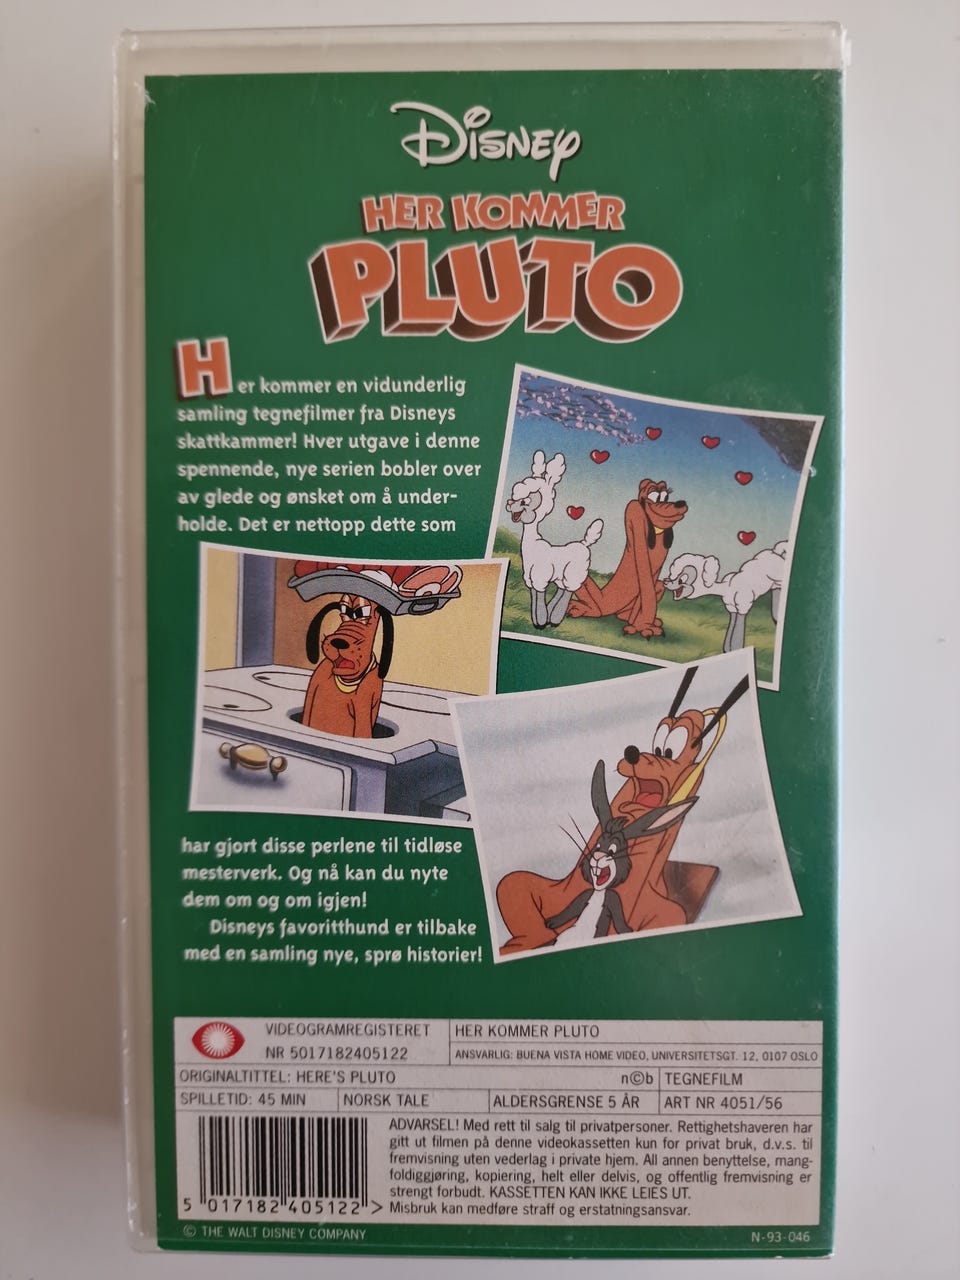 Disney
HER KOMMER
PLUTO
Her kommer en vidunderlig
samling tegnefilmer fra Disneys
skattkammer! Hver utgave i denne
spennende, nye serien bobler over
av glede og ønsket om å under-
holde. Det er nettopp dette som
har gjort disse perlene til tidløse
mesterverk. Og nå kan du nyte
dem om og om igjen!
Disneys favoritthund er tilbake
med en samling nye, sprø historier!
VIDEOGRAMREGISTERET
NR 5017182405122
HER KOMMER PLUTO
ANSVARLIG: BUENA VISTA HOME VIDEO, UNIVERSITETSGT. 12, 0107 OSLO
ORIGINALTITTEL: HERE'S PLUTO
n©b
TEGNEFILM
SPILLETID: 45 MIN
NORSK TALE
ALDERSGRENSE 5 ÅR
ART NR 4051/56
ADVARSEL! Med rett til salg til privatpersoner. Rettighetshaveren har
gitt ut filmen på denne videokassetten kun for privat bruk, d.v.s. til
fremvisning uten vederlag i private hjem. All annen benyttelse, mang-
foldiggjøring, kopiering, helt eller delvis, og offentlig fremvisning er
strengt forbudt. KASSETTEN KAN IKKE LEIES UT.
Misbruk kan medføre straff og erstatningsansvar.
5 017182 405122 >
© THE WALT DISNEY COMPANY
N-93-046